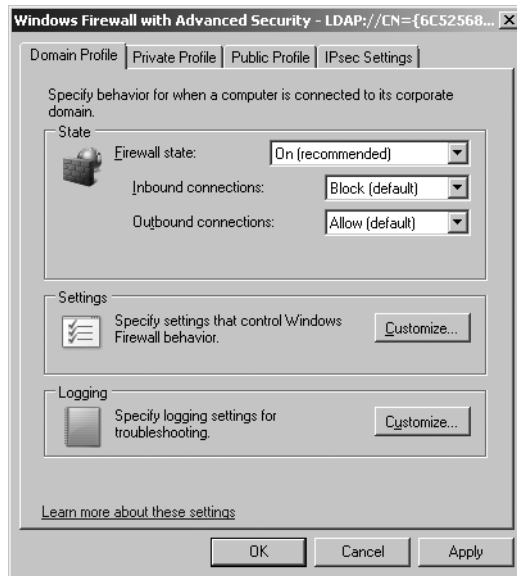 Windows Firewall with Advanced Security - LDAP://CN={6C52568...
Domain Profile Private Profile Public Profile IPsec Settings
Specify behavior for when a computer is connected to its corporate
domain.
State
Firewall state: On (recommended)
Inbound connections: Block (default)
Outbound connections: Allow (default)
Settings
Specify settings that control Windows
Firewall behavior.
Customize...
Logging
Specify logging settings for
troubleshooting.
Customize...
Learn more about these settings
OK Cancel Apply